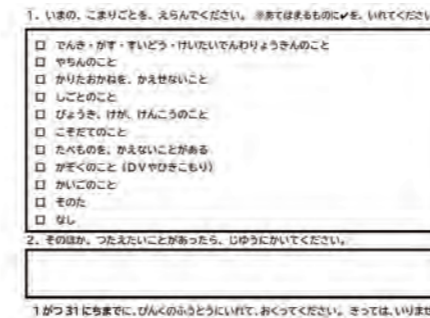 1. いまの、こまりごとを、えらんでください。 ※あてはまるものに✔を、いれてください
□ でんき・がす・すいどう・けいたいでんわりょうきんのこと
□ やちんのこと
□ かりたおかねを、かえせないこと
□ しごとのこと
□ びょうき、けが、けんこうのこと
□ こそだてのこと
□ たべものを、かえないことがある
□ かぞくのこと（DVやひきこもり）
□ かいごのこと
□ そのた
□ なし
2. そのほか、つたえたいことがあったら、じゆうにかいてください。
1がつ31にちまでに、ぴんくのふうとうにいれて、おくってください。きっては、いりませ